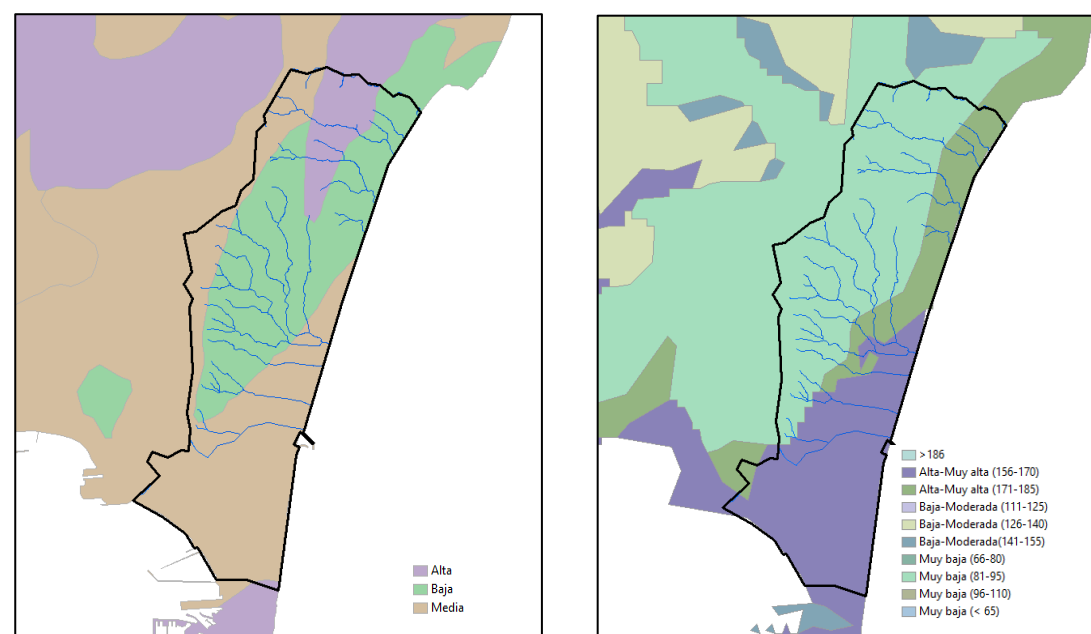 Alta
Baja
Media
>186
Alta-Muy alta (156-170)
Alta-Muy alta (171-185)
Baja-Moderada (111-125)
Baja-Moderada (126-140)
Baja-Moderada(141-155)
Muy baja (66-80)
Muy baja (81-95)
Muy baja (96-110)
Muy baja (< 65)